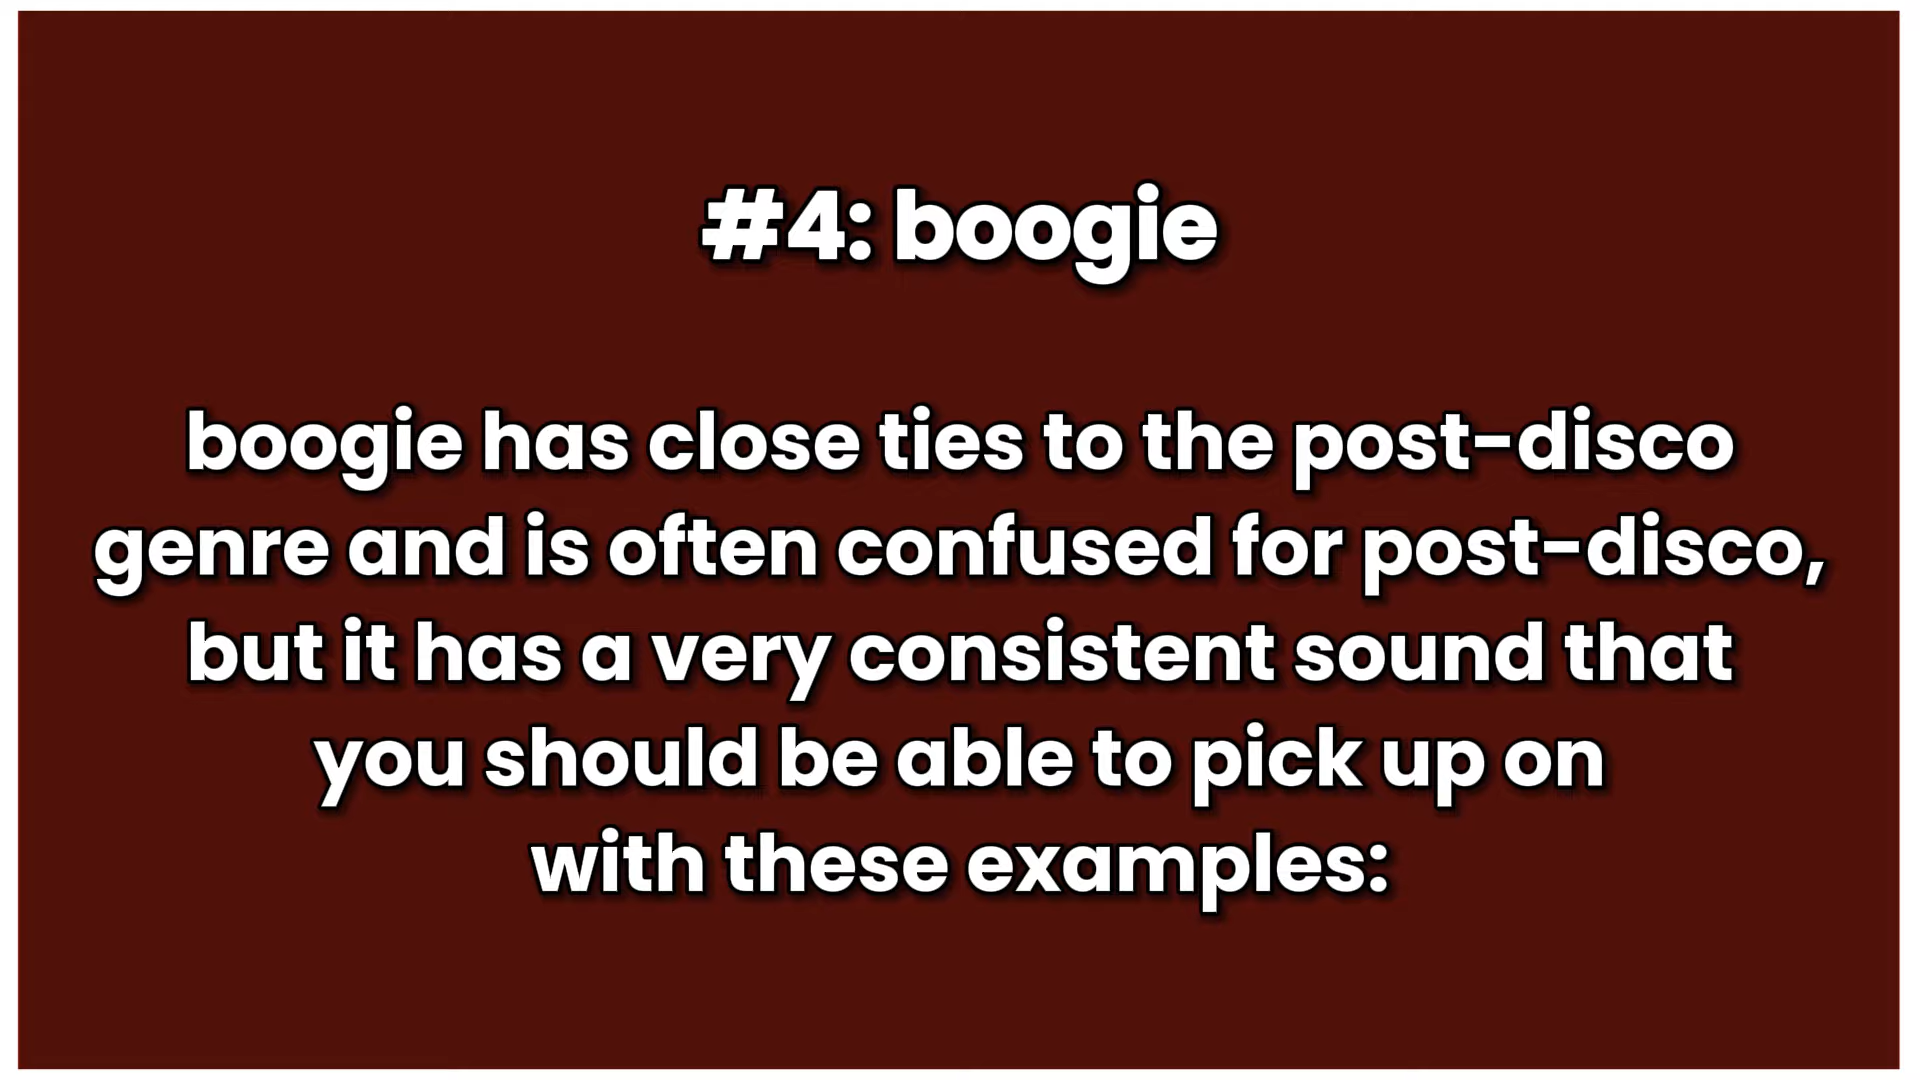 #4: boogie
boogie has close ties to the post-disco
genre and is often confused for post-disco,
but it has a very consistent sound that
you should be able to pick up on
with these examples: